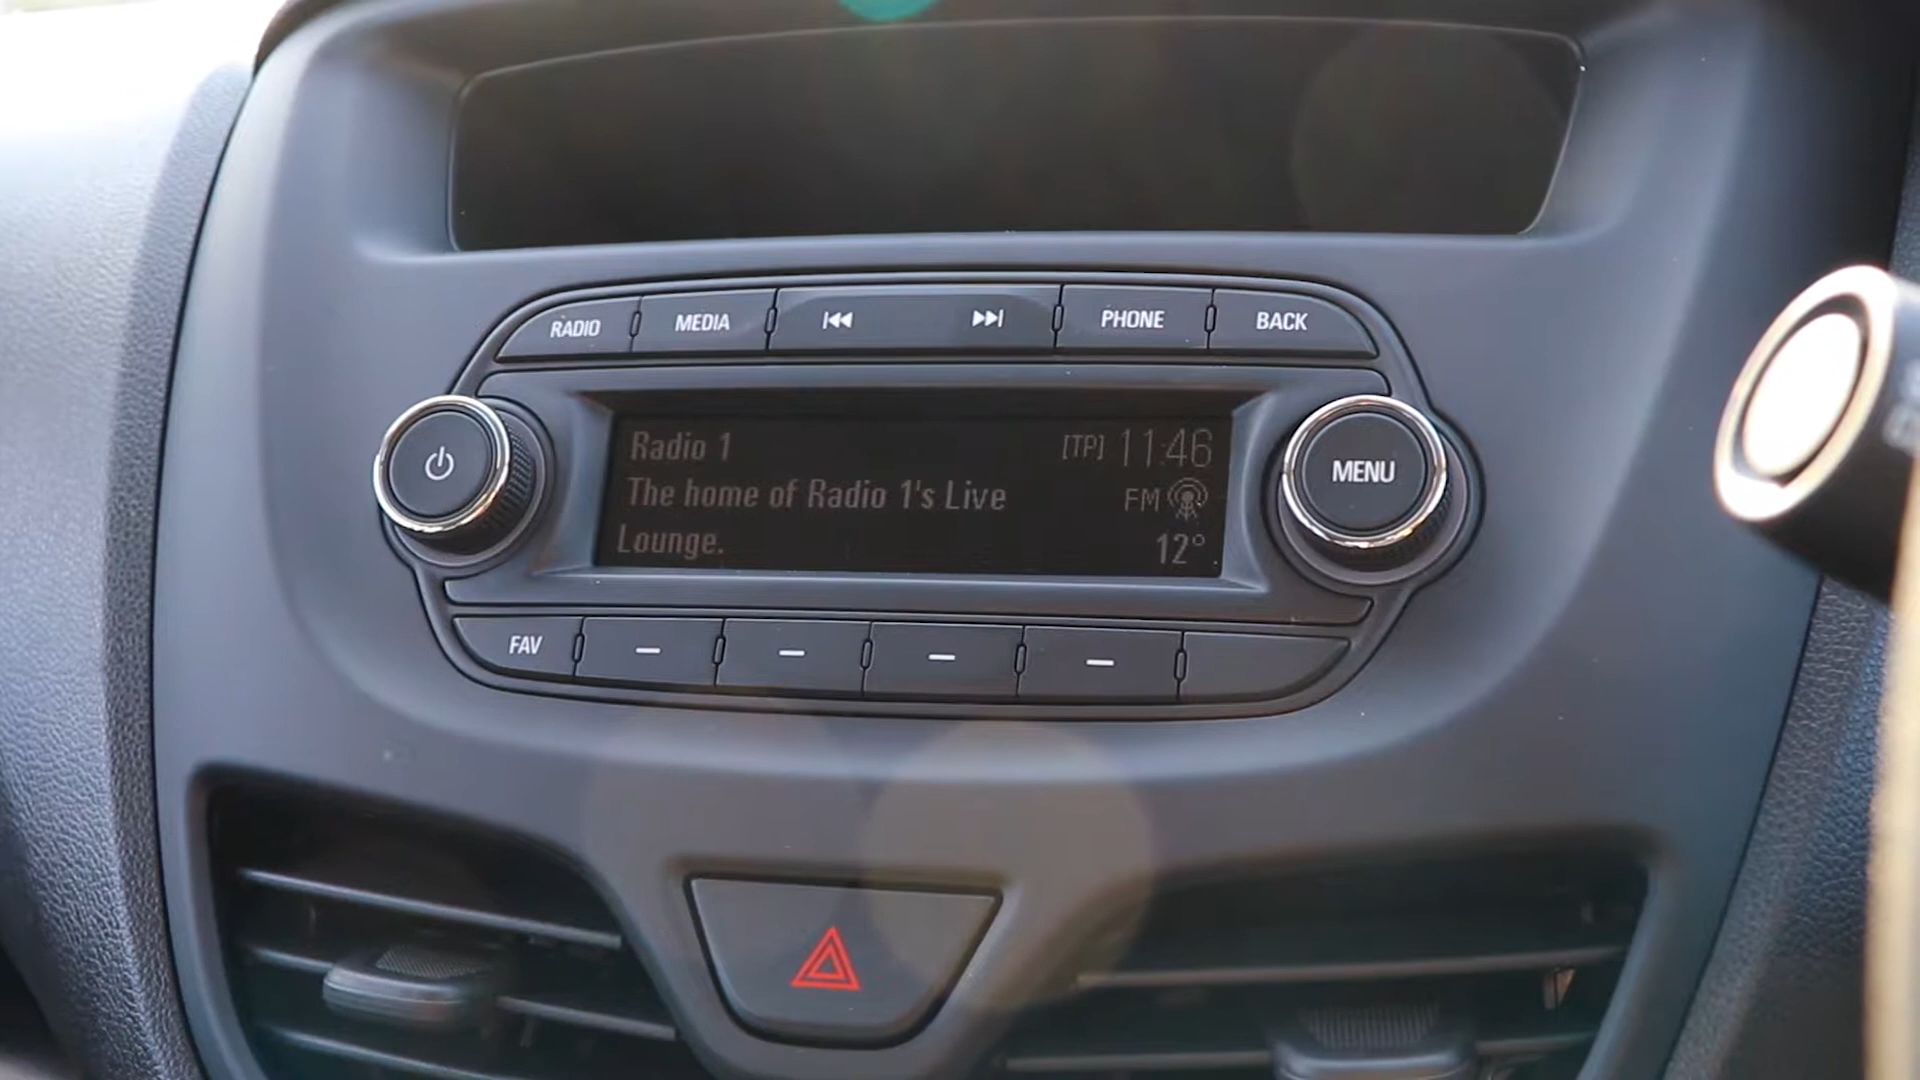 RADIO MEDIA PHONE BACK
Radio 1 [TP] 11:46
The home of Radio 1's Live FM
Lounge. 12°
MENU
FAV